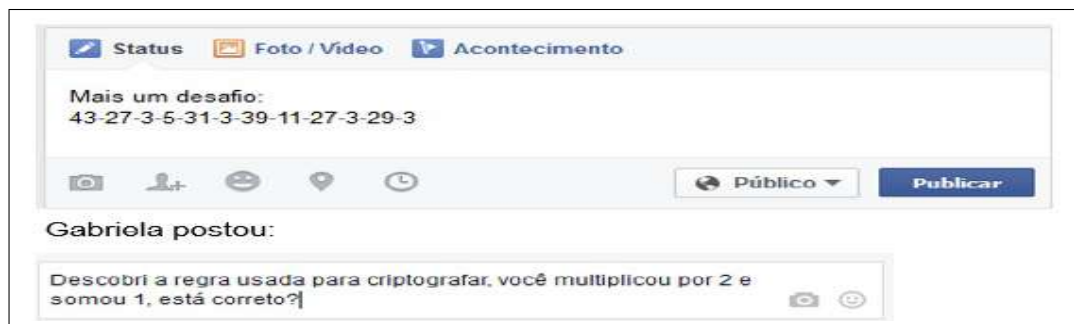 Status Foto / Vídeo Acontecimento
Mais um desafio:
43-27-3-5-31-3-39-11-27-3-29-3
Público Publicar
Gabriela postou:
Descobri a regra usada para criptografar, você multiplicou por 2 e
somou 1, está correto?